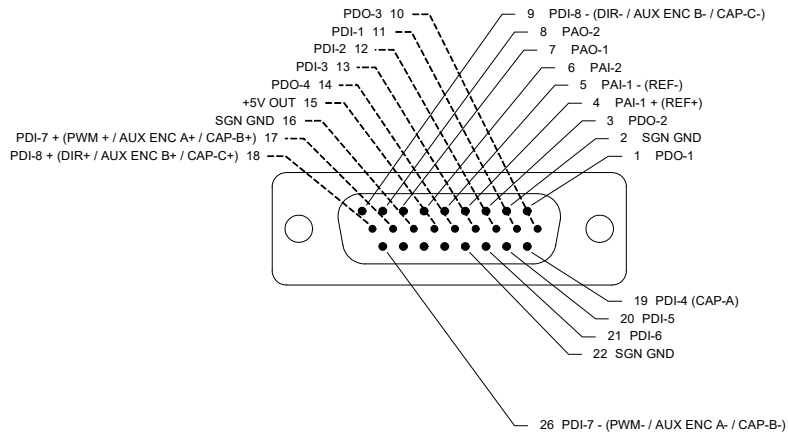 PDO-3 10
PDI-1 11
PDI-2 12
PDI-3 13
PDO-4 14
+5V OUT 15
SGN GND 16
PDI-7 + (PWM + / AUX ENC A+ / CAP-B+) 17
PDI-8 + (DIR+ / AUX ENC B+ / CAP-C+) 18
9 PDI-8 - (DIR- / AUX ENC B- / CAP-C-)
8 PAO-2
7 PAO-1
6 PAI-2
5 PAI-1 - (REF-)
4 PAI-1 + (REF+)
3 PDO-2
2 SGN GND
1 PDO-1
19 PDI-4 (CAP-A)
20 PDI-5
21 PDI-6
22 SGN GND
26 PDI-7 - (PWM- / AUX ENC A- / CAP-B-)